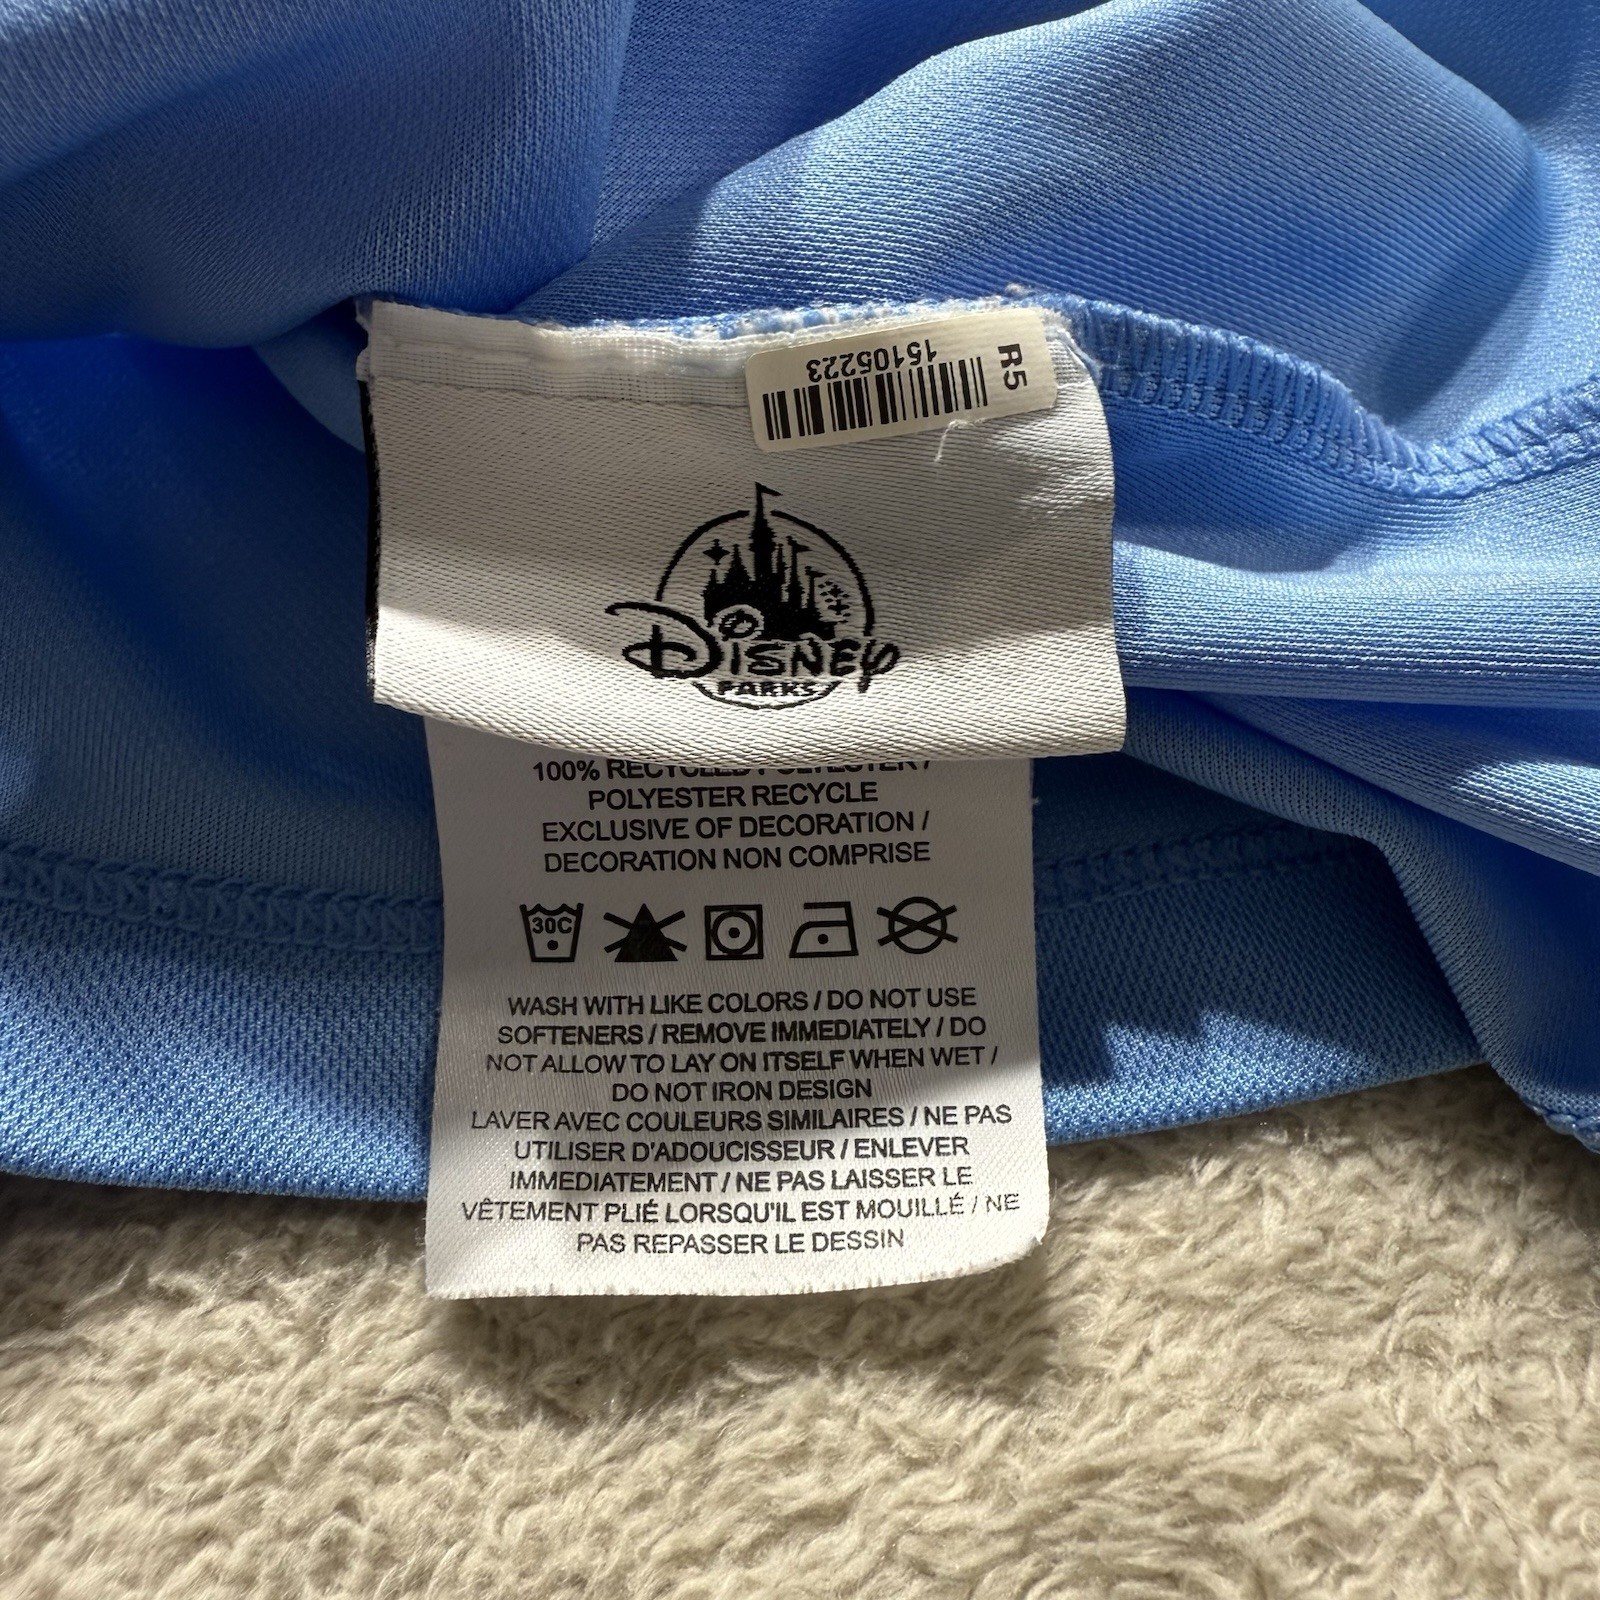 R5
15105223
Disney
PARKS
100% RECYCLED POLYESTER /
POLYESTER RECYCLE
EXCLUSIVE OF DECORATION /
DECORATION NON COMPRISE
30C
WASH WITH LIKE COLORS / DO NOT USE
SOFTENERS / REMOVE IMMEDIATELY / DO
NOT ALLOW TO LAY ON ITSELF WHEN WET /
DO NOT IRON DESIGN
LAVER AVEC COULEURS SIMILAIRES / NE PAS
UTILISER D'ADOUCISSEUR / ENLEVER
IMMEDIATEMENT / NE PAS LAISSER LE
VÊTEMENT PLIÉ LORSQU'IL EST MOUILLÉ / NE
PAS REPASSER LE DESSIN